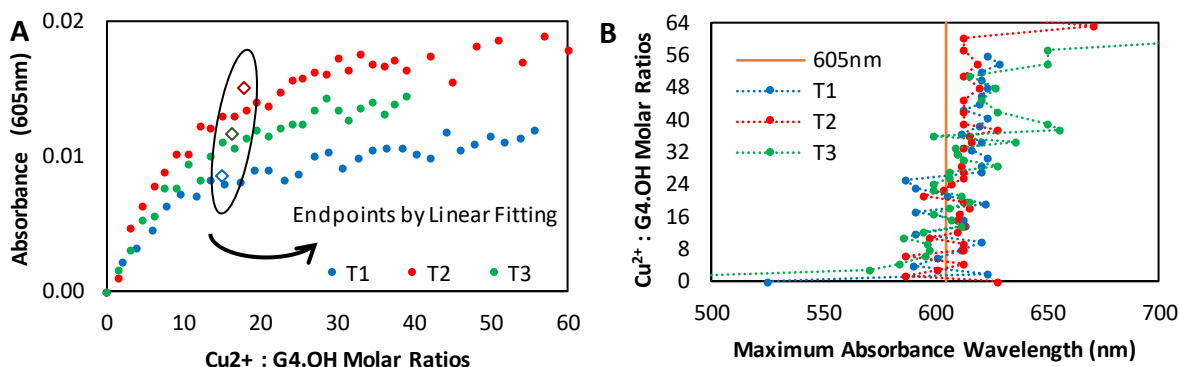 A
Absorbance (605nm)
0.02
0.01
0.00
Endpoints by Linear Fitting
T1 T2 T3
0 10 20 30 40 50 60
Cu2+ : G4.OH Molar Ratios
B
Cu²⁺ : G4.OH Molar Ratios
64
56
48
40
32
24
16
8
0
605nm
T1
T2
T3
500 550 600 650 700
Maximum Absorbance Wavelength (nm)